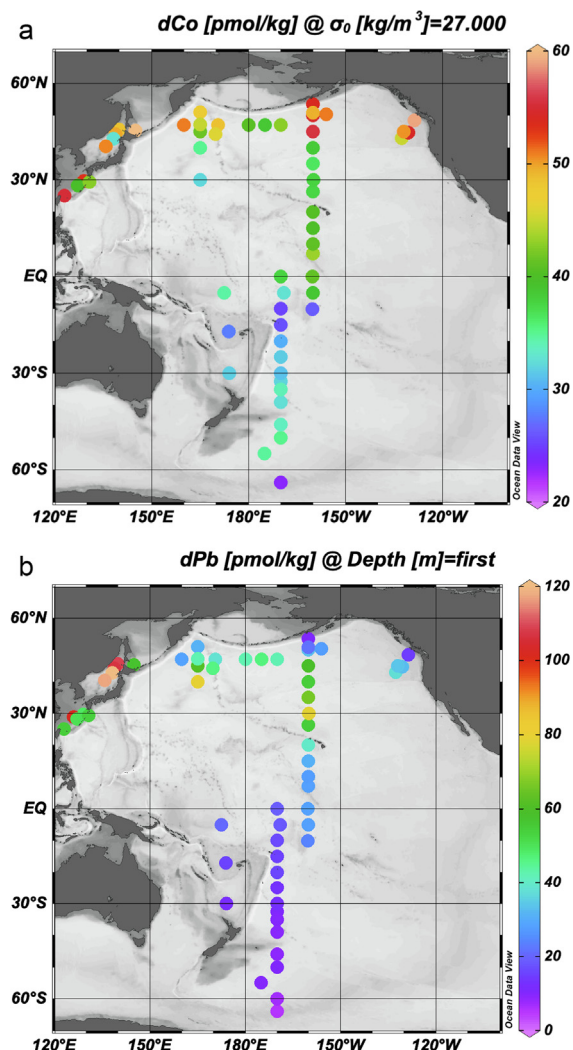 a
dCo [pmol/kg] @ σ₀ [kg/m³]=27.000
60°N
30°N
EQ
30°S
60°S
120°E 150°E 180°W 150°W 120°W
60
50
40
30
20
Ocean Data View
b
dPb [pmol/kg] @ Depth [m]=first
60°N
30°N
EQ
30°S
60°S
120°E 150°E 180°W 150°W 120°W
120
100
80
60
40
20
0
Ocean Data View